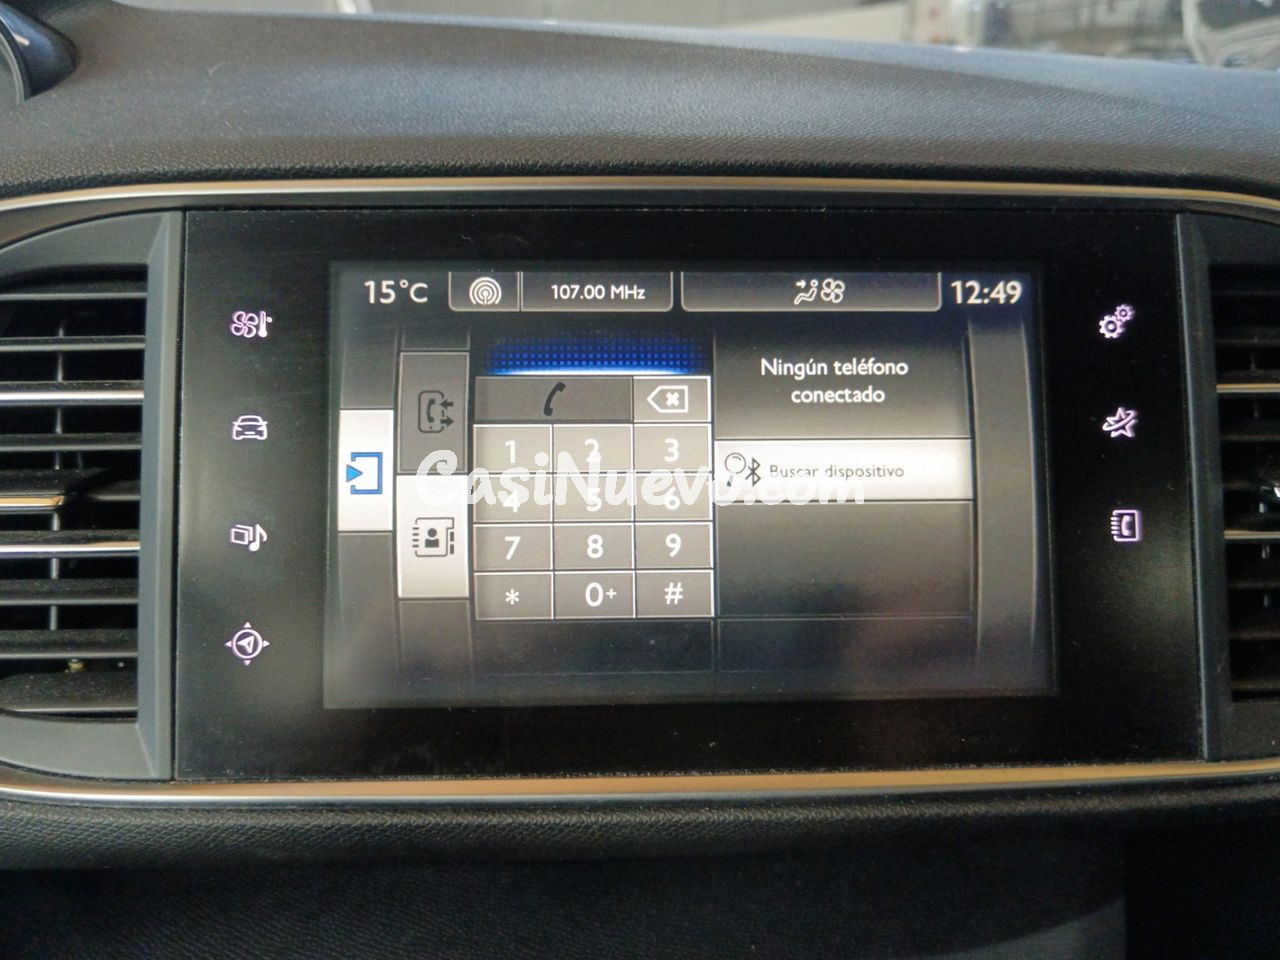 15°C 107.00 MHz 12:49
Ningún teléfono
conectado
1 2 3
Buscar dispositivo
CasiNuevo.com
4 5 6
7 8 9
* 0+ #